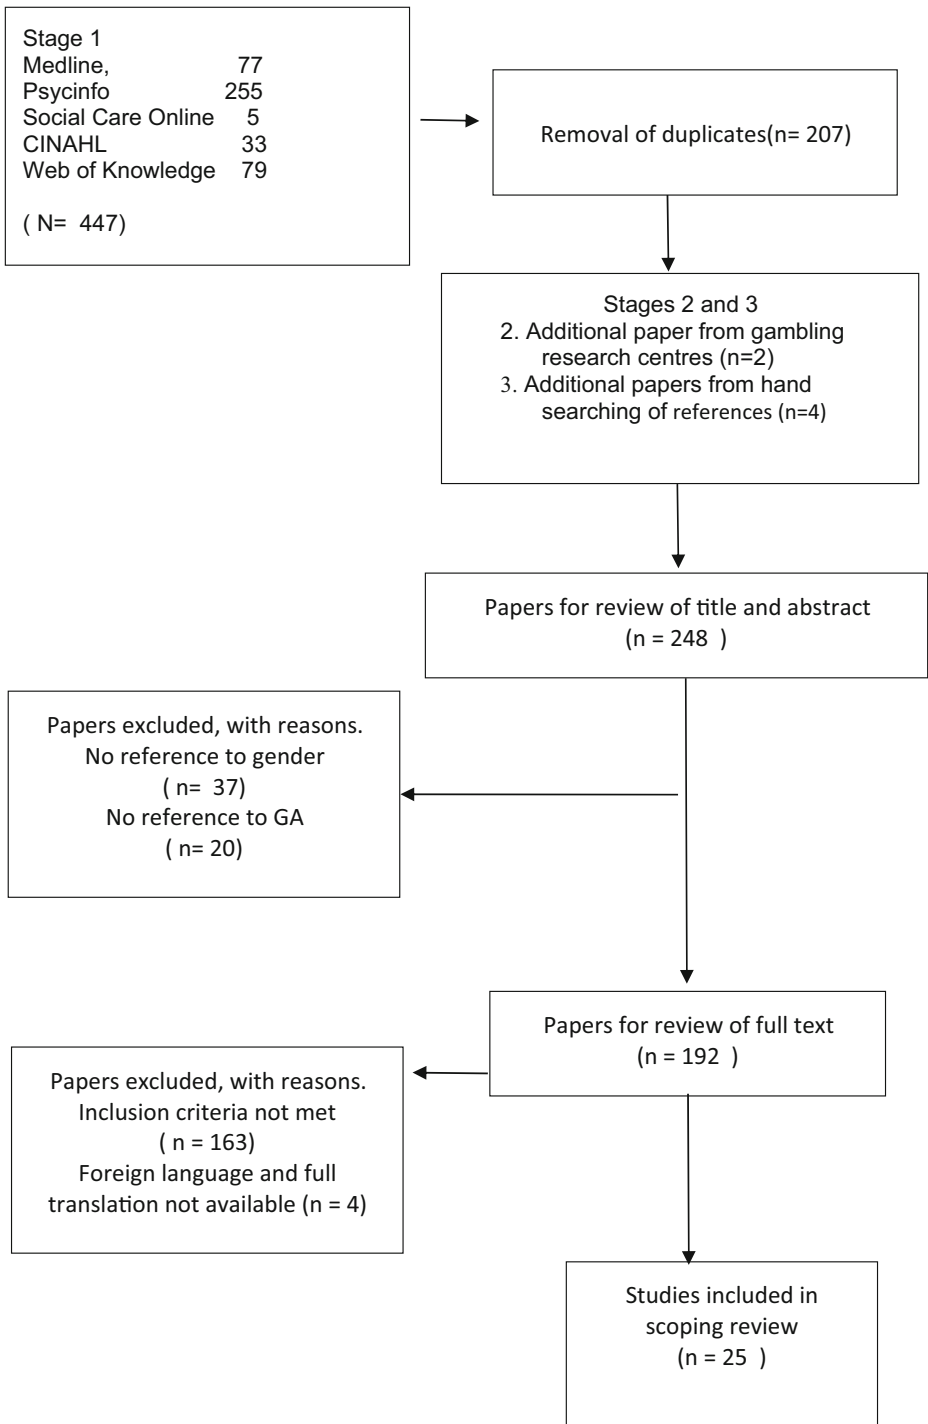 Stage 1
Medline, 77
Psycinfo 255
Social Care Online 5
CINAHL 33
Web of Knowledge 79
( N= 447)
Removal of duplicates(n= 207)
Stages 2 and 3
2. Additional paper from gambling
research centres (n=2)
3. Additional papers from hand
searching of references (n=4)
Papers for review of title and abstract
(n = 248 )
Papers excluded, with reasons.
No reference to gender
( n= 37)
No reference to GA
( n= 20)
Papers for review of full text
(n = 192 )
Papers excluded, with reasons.
Inclusion criteria not met
( n = 163)
Foreign language and full
translation not available (n = 4)
Studies included in
scoping review
(n = 25 )